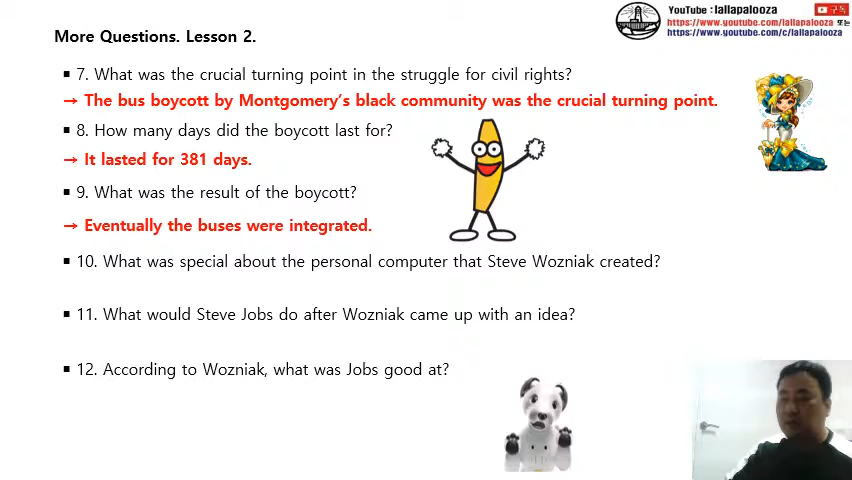 YouTube : lallapalooza 구독
https://www.youtube.com/lallapalooza 또는
https://www.youtube.com/c/lallapalooza
More Questions. Lesson 2.
▪ 7. What was the crucial turning point in the struggle for civil rights?
→ The bus boycott by Montgomery’s black community was the crucial turning point.
▪ 8. How many days did the boycott last for?
→ It lasted for 381 days.
▪ 9. What was the result of the boycott?
→ Eventually the buses were integrated.
▪ 10. What was special about the personal computer that Steve Wozniak created?
▪ 11. What would Steve Jobs do after Wozniak came up with an idea?
▪ 12. According to Wozniak, what was Jobs good at?